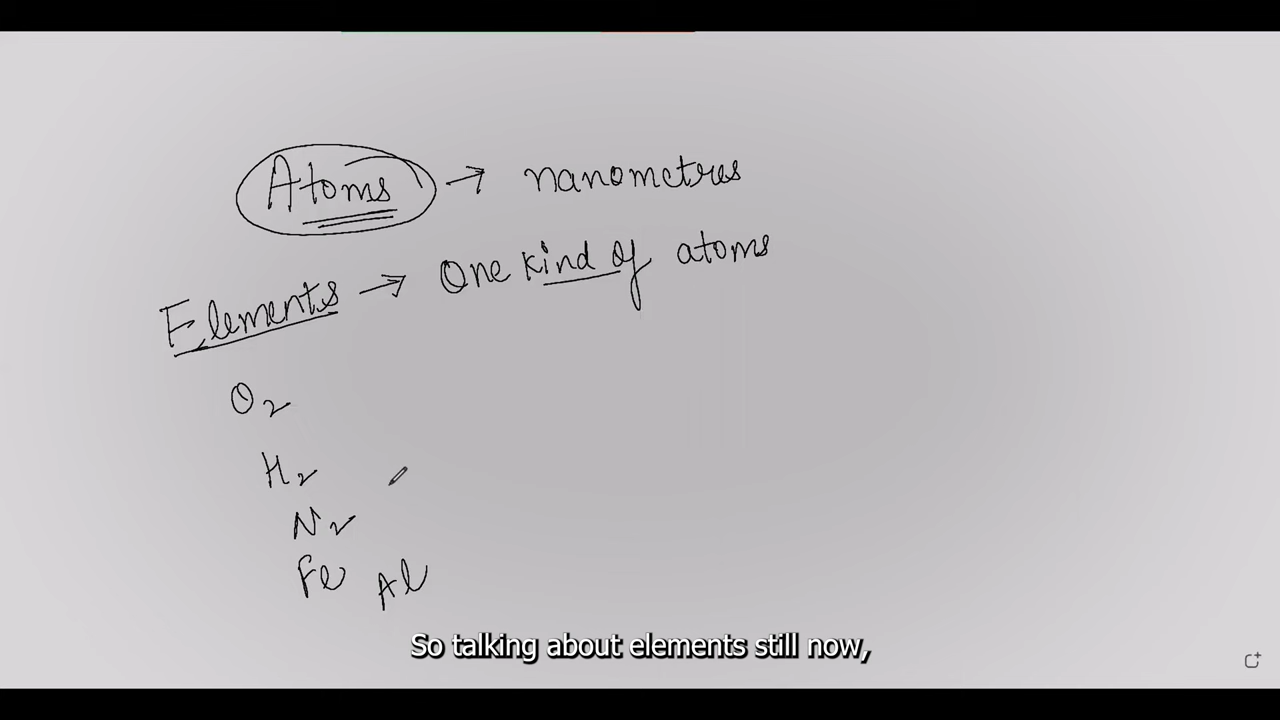 Atoms → nanometres
Elements → One kind of atoms
O2
H2
N2
Fe Al
So talking about elements still now,